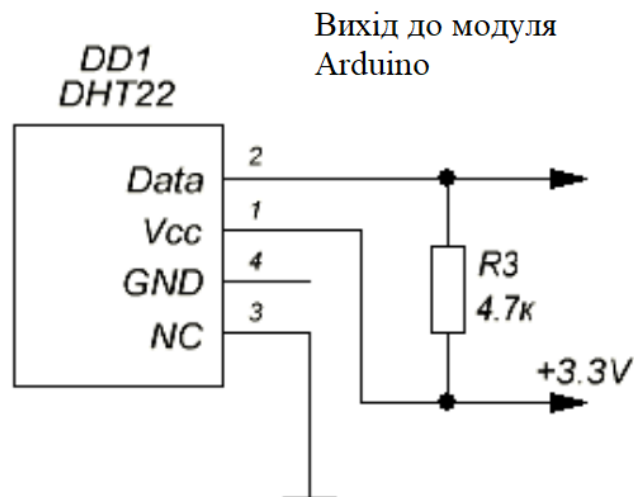 Вихід до модуля
Arduino
DD1
DHT22
Data 2
Vcc 1
GND 4
NC 3
R3
4.7к
+3.3V